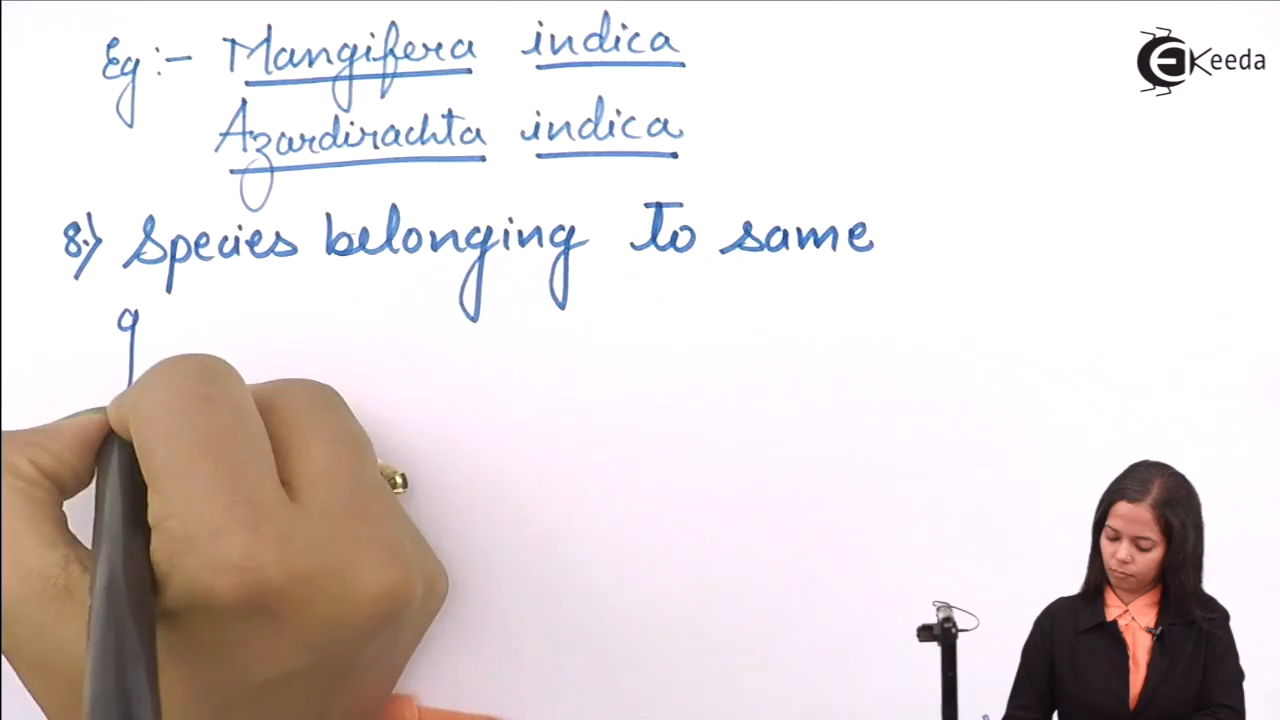 Eg :- Mangifera indica
Azardirachta indica
8.) Species belonging to same
g
EKeeda